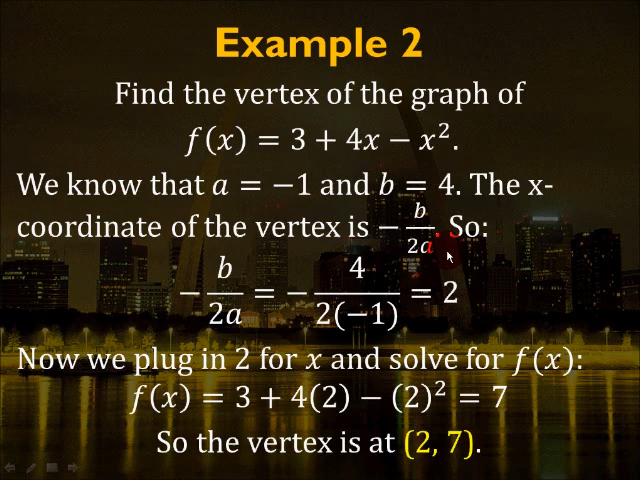 Example 2
Find the vertex of the graph of
f(x) = 3 + 4x − x².
We know that a = −1 and b = 4. The x-
coordinate of the vertex is − b/2a. So:
− b/2a = − 4/2(−1) = 2
Now we plug in 2 for x and solve for f(x):
f(x) = 3 + 4(2) − (2)² = 7
So the vertex is at (2, 7).